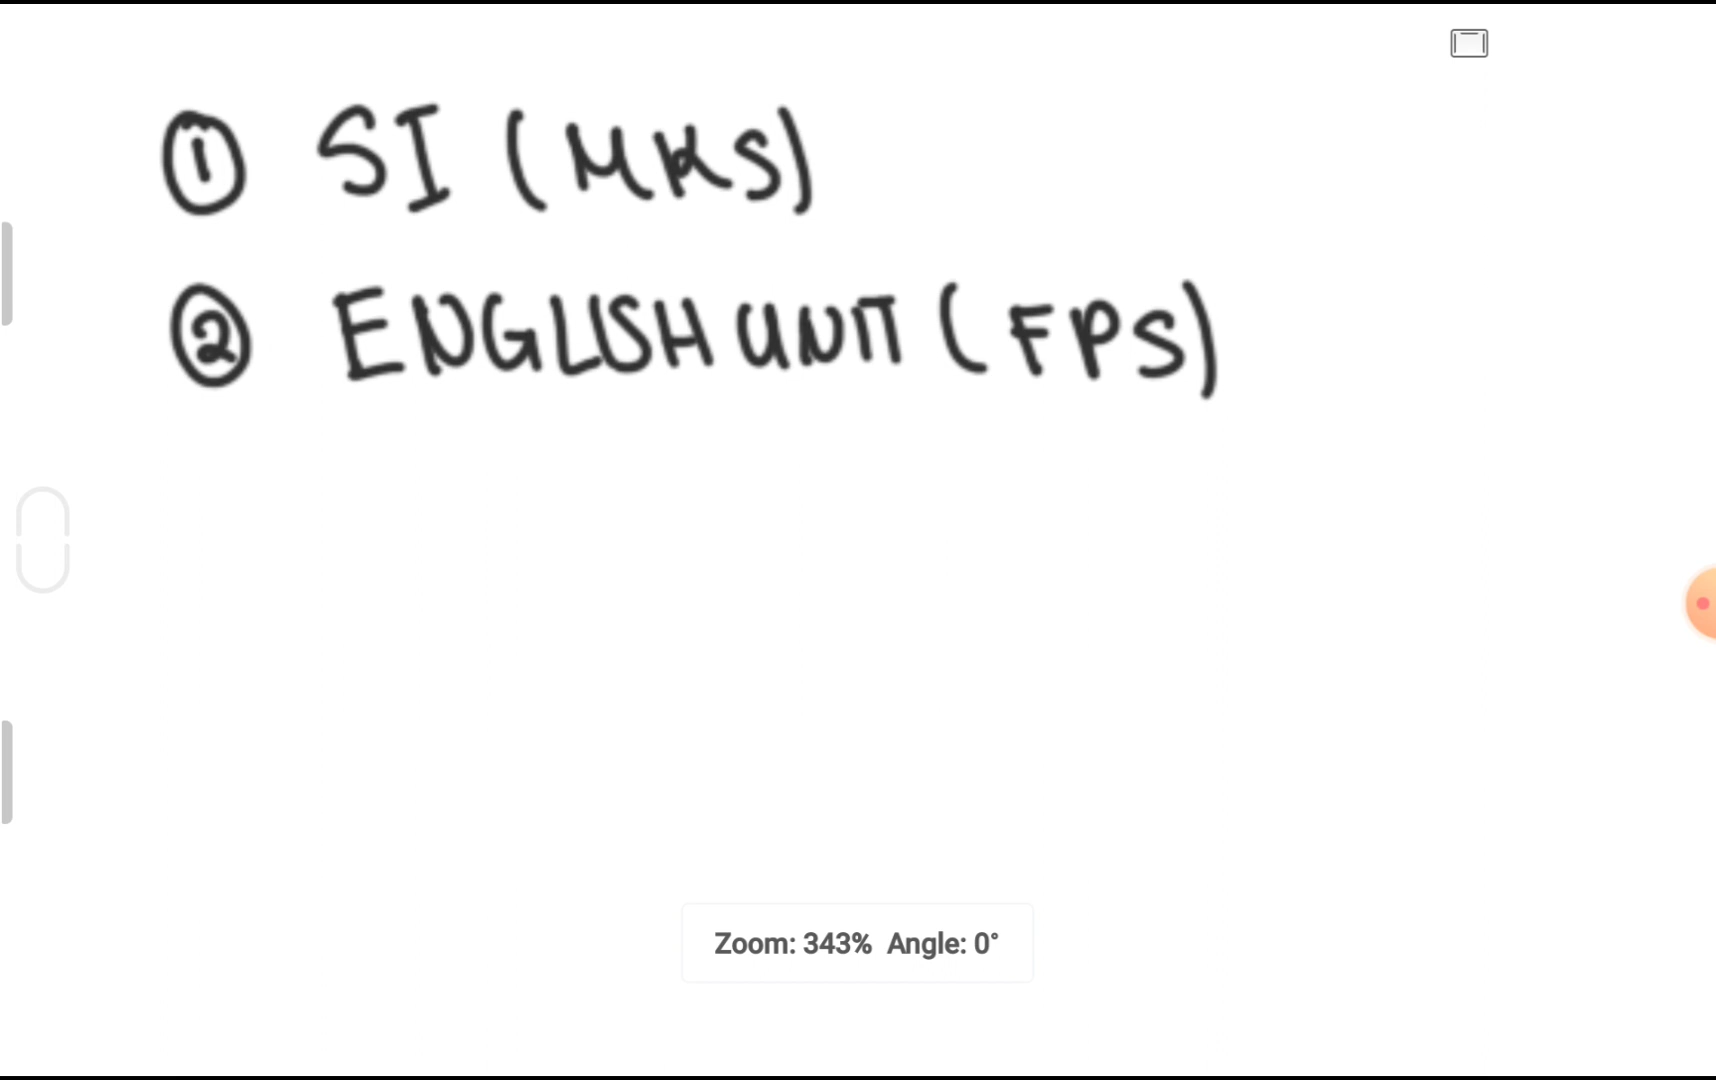 ① SI (MKS)
② ENGLISH UNIT (FPS)
Zoom: 343% Angle: 0°